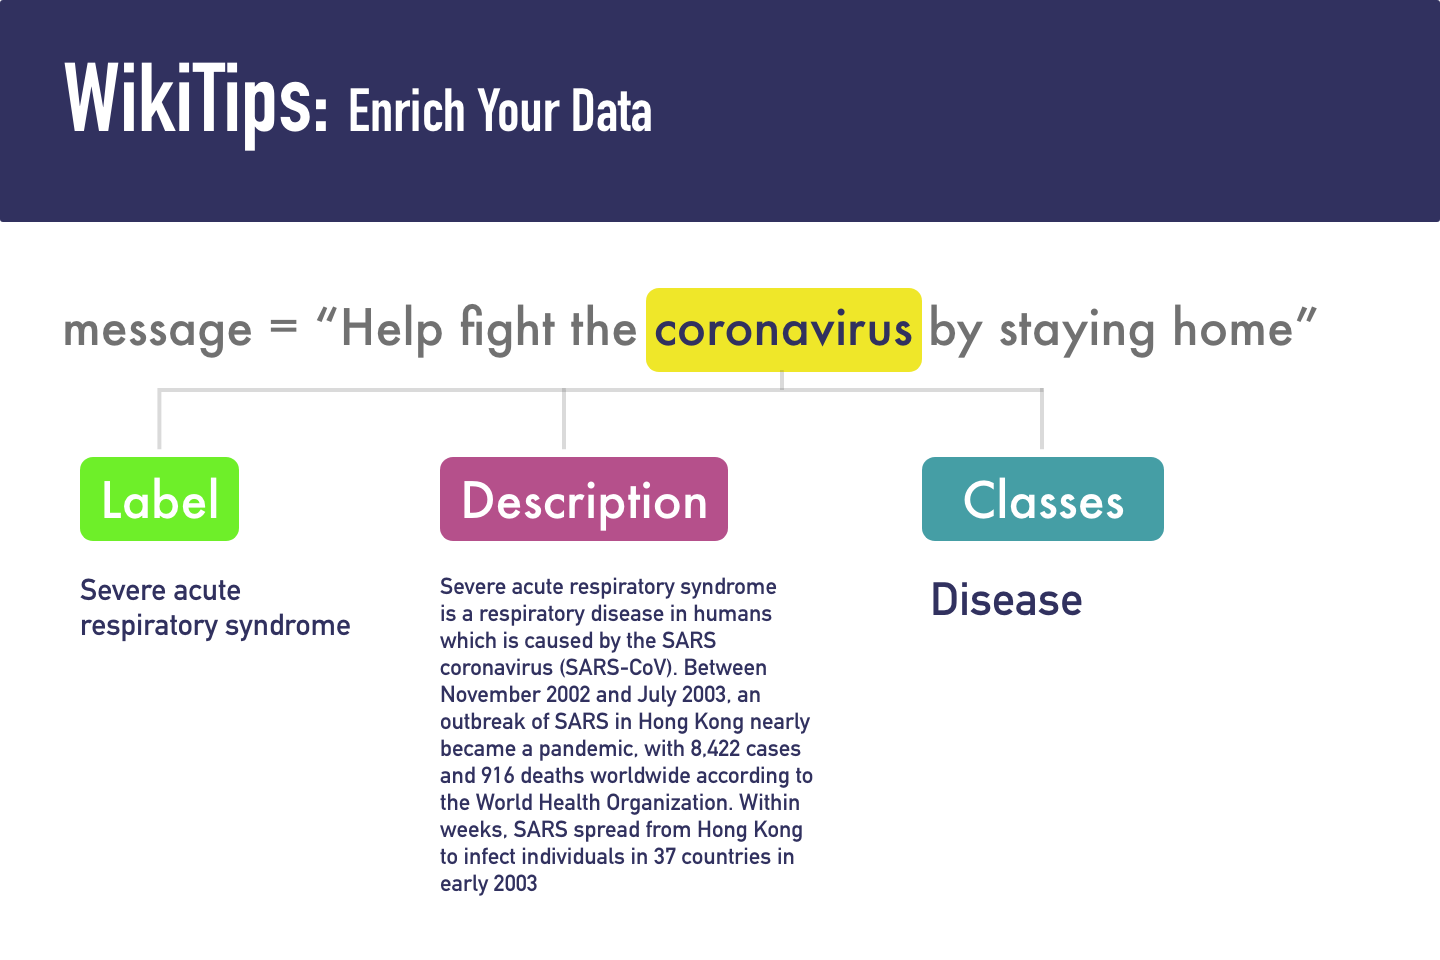 WikiTips: Enrich Your Data
message = “Help fight the coronavirus by staying home”
Label
Description
Classes
Severe acute
respiratory syndrome
Severe acute respiratory syndrome
is a respiratory disease in humans
which is caused by the SARS
coronavirus (SARS-CoV). Between
November 2002 and July 2003, an
outbreak of SARS in Hong Kong nearly
became a pandemic, with 8,422 cases
and 916 deaths worldwide according to
the World Health Organization. Within
weeks, SARS spread from Hong Kong
to infect individuals in 37 countries in
early 2003
Disease